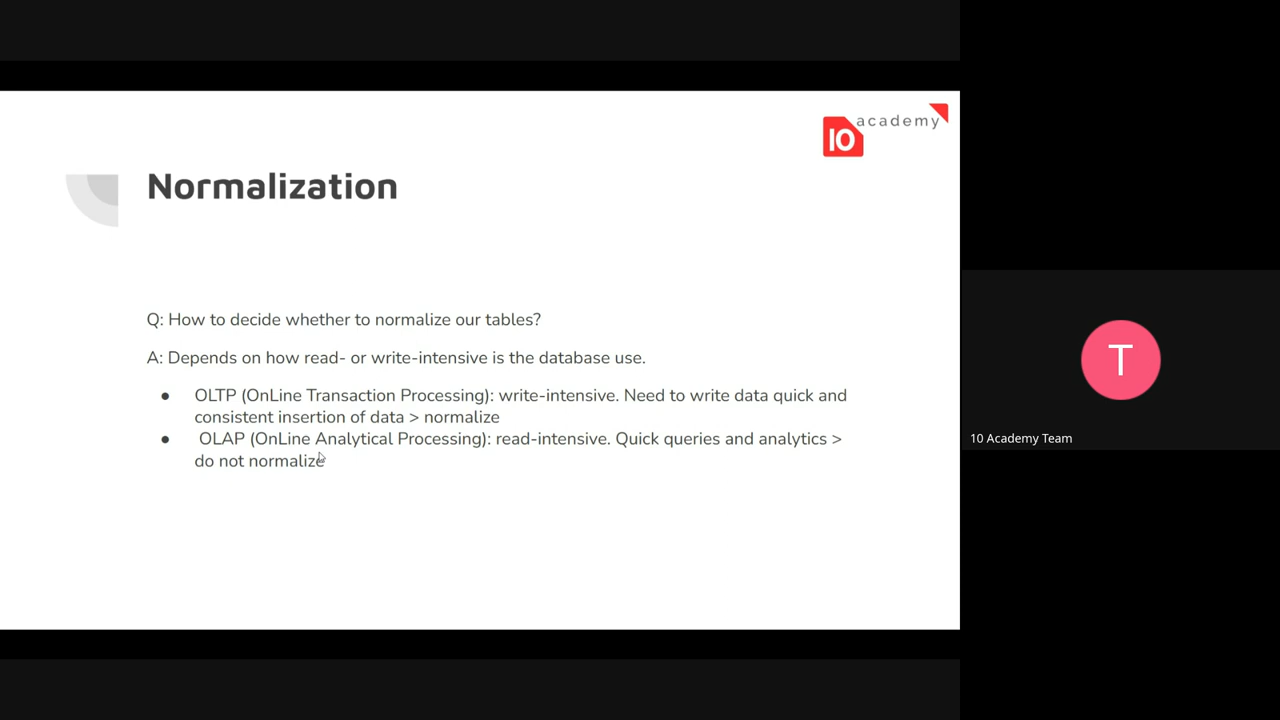 10 academy
Normalization
Q: How to decide whether to normalize our tables?
A: Depends on how read- or write-intensive is the database use.
● OLTP (OnLine Transaction Processing): write-intensive. Need to write data quick and
consistent insertion of data > normalize
● OLAP (OnLine Analytical Processing): read-intensive. Quick queries and analytics >
do not normalize
T
10 Academy Team